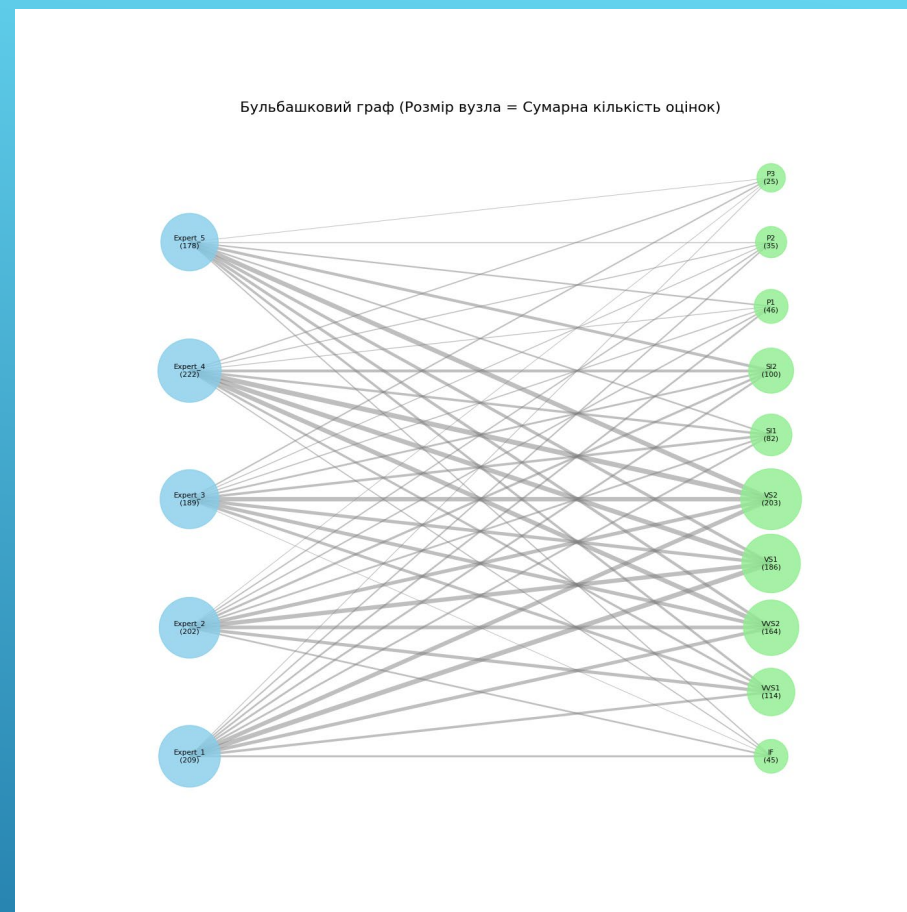 Бульбашковий граф (Розмір вузла = Сумарна кількість оцінок)
P3
(25)
Expert_5
(178)
P2
(35)
P1
(46)
Expert_4
(222)
SI2
(100)
SI1
(82)
Expert_3
(189)
VS2
(203)
VS1
(186)
Expert_2
(202)
VVS2
(164)
VVS1
(114)
Expert_1
(209)
IF
(45)